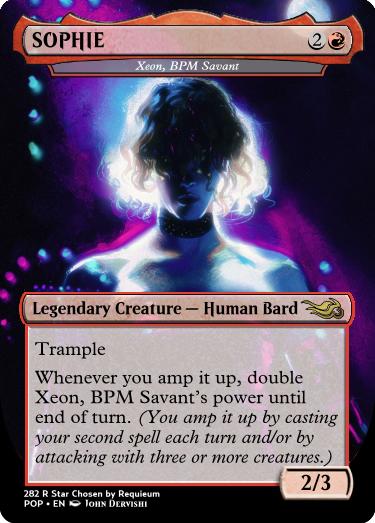 SOPHIE 2
Xeon, BPM Savant
Legendary Creature — Human Bard
Trample
Whenever you amp it up, double
Xeon, BPM Savant's power until
end of turn. (You amp it up by casting
your second spell each turn and/or by
attacking with three or more creatures.)
2/3
282 R Star Chosen by Requieum
POP • EN John Dervishi